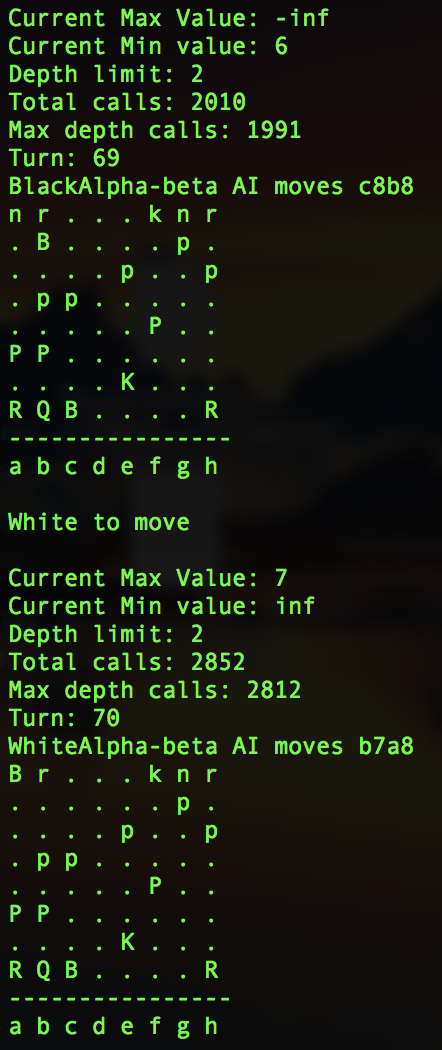 Current Max Value: -inf
Current Min value: 6
Depth limit: 2
Total calls: 2010
Max depth calls: 1991
Turn: 69
BlackAlpha-beta AI moves c8b8
n r . . . k n r
. B . . . . p .
. . . . p . . p
. p p . . . . .
. . . . . P . .
P P . . . . . .
. . . . K . . .
R Q B . . . . R
----------------
a b c d e f g h
White to move
Current Max Value: 7
Current Min value: inf
Depth limit: 2
Total calls: 2852
Max depth calls: 2812
Turn: 70
WhiteAlpha-beta AI moves b7a8
B r . . . k n r
. . . . . . p .
. . . . p . . p
. p p . . . . .
. . . . . P . .
P P . . . . . .
. . . . K . . .
R Q B . . . . R
----------------
a b c d e f g h